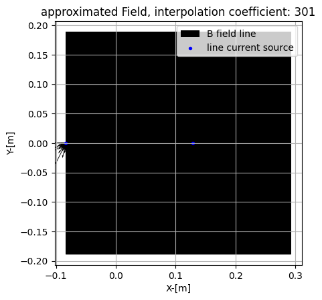 approximated Field, interpolation coefficient: 301
0.20
0.15
0.10
0.05
0.00
−0.05
−0.10
−0.15
−0.20
Y-[m]
B field line
line current source
−0.1
0.0
0.1
0.2
0.3
X-[m]